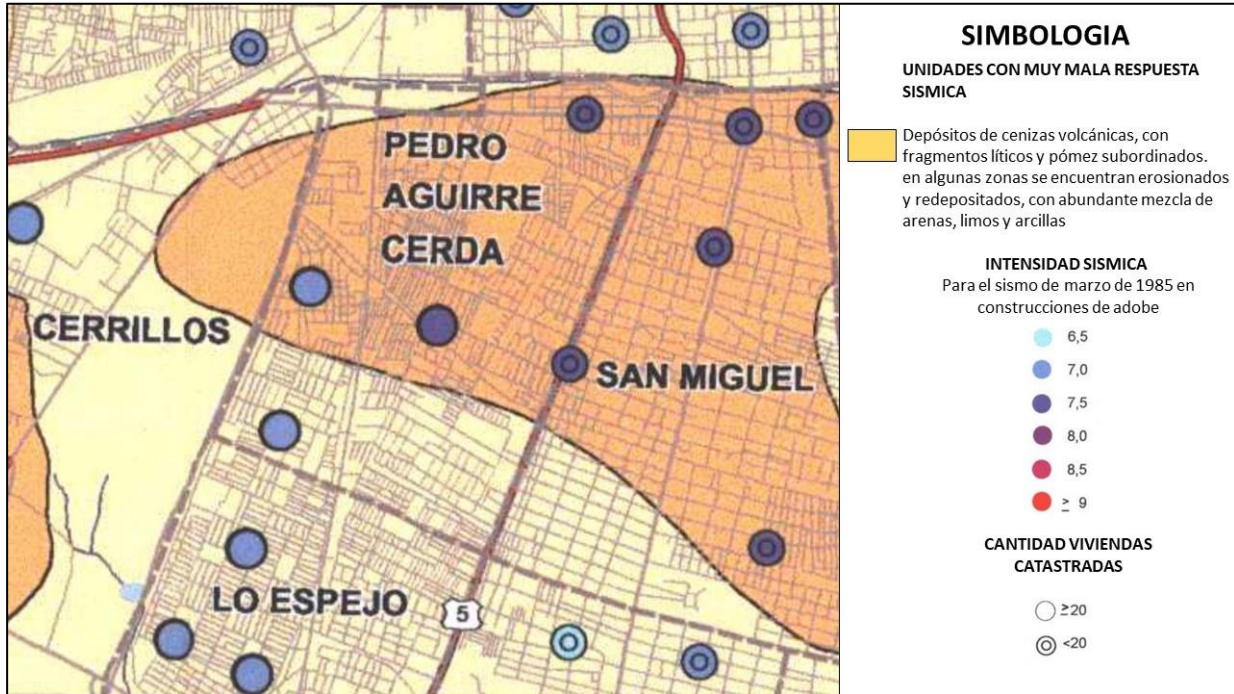 PEDRO
AGUIRRE
CERDA
CERRILLOS
SAN MIGUEL
LO ESPEJO
5
SIMBOLOGIA
UNIDADES CON MUY MALA RESPUESTA
SISMICA
Depósitos de cenizas volcánicas, con
fragmentos líticos y pómez subordinados.
en algunas zonas se encuentran erosionados
y redepositados, con abundante mezcla de
arenas, limos y arcillas
INTENSIDAD SISMICA
Para el sismo de marzo de 1985 en
construcciones de adobe
6,5
7,0
7,5
8,0
8,5
≥ 9
CANTIDAD VIVIENDAS
CATASTRADAS
≥20
<20